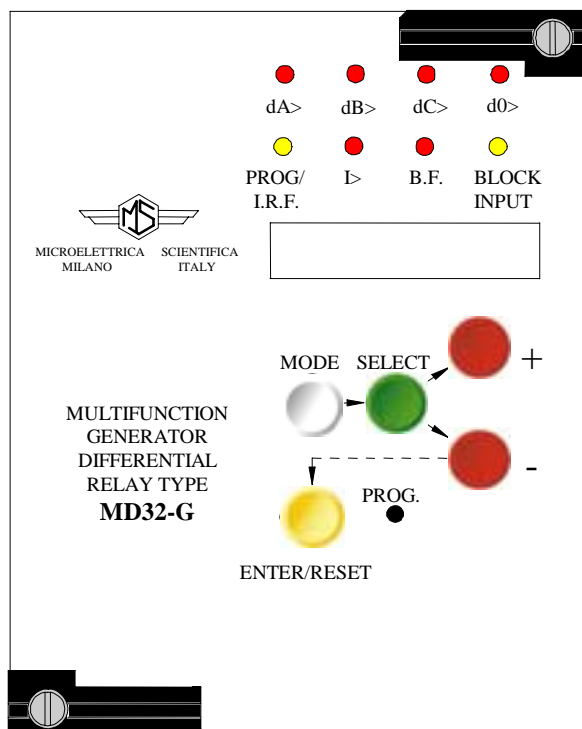 dA> dB> dC> d0>
PROG/ I.R.F. I> B.F. BLOCK INPUT
MS
MICROELETTRICA SCIENTIFICA
MILANO ITALY
MODE SELECT
+
-
MULTIFUNCTION
GENERATOR
DIFFERENTIAL
RELAY TYPE
MD32-G
PROG.
ENTER/RESET